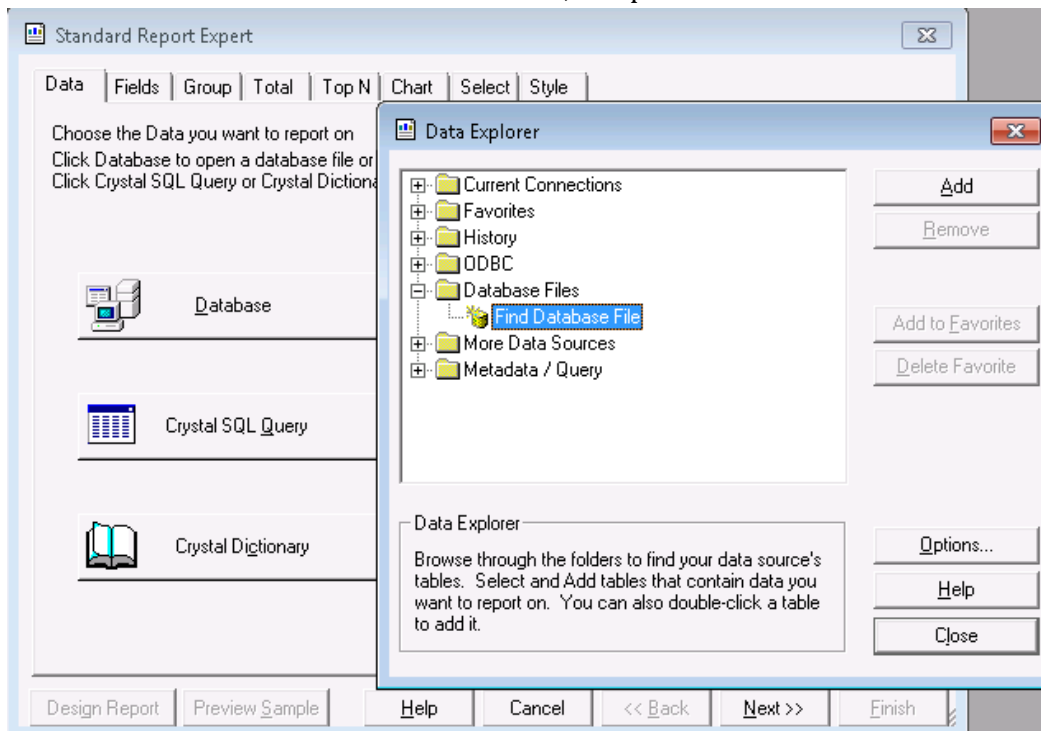 Standard Report Expert
Data Fields Group Total Top N Chart Select Style
Choose the Data you want to report on
Click Database to open a database file or
Click Crystal SQL Query or Crystal Dictiona
Database
Crystal SQL Query
Crystal Dictionary
Design Report Preview Sample Help Cancel << Back Next >> Finish
Data Explorer
Current Connections
Favorites
History
ODBC
Database Files
Find Database File
More Data Sources
Metadata / Query
Add
Remove
Add to Favorites
Delete Favorite
Data Explorer
Browse through the folders to find your data source's
tables. Select and Add tables that contain data you
want to report on. You can also double-click a table
to add it.
Options...
Help
Close